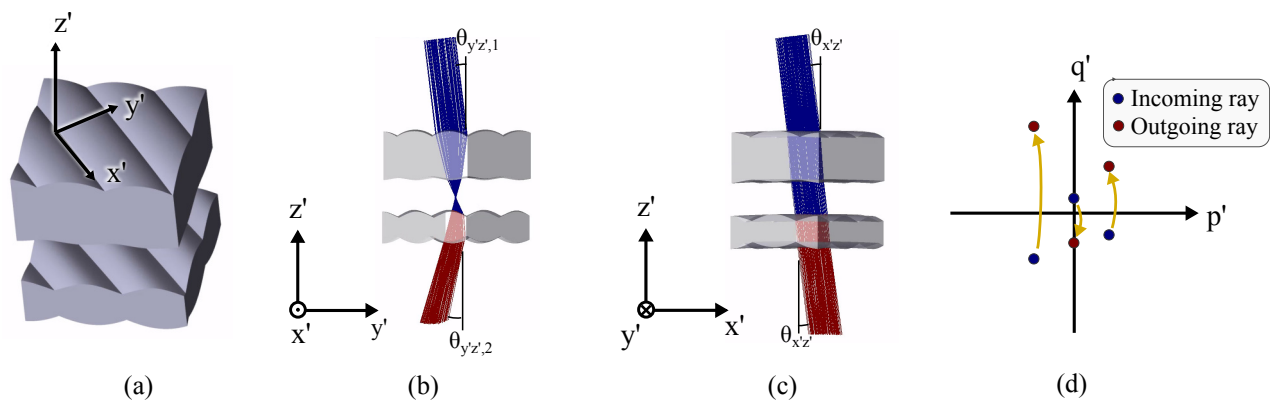 z'
y'
x'
(a)
θy'z',1
z'
x'
y'
θy'z',2
(b)
θx'z'
z'
y'
x'
θx'z'
(c)
q'
Incoming ray
Outgoing ray
p'
(d)